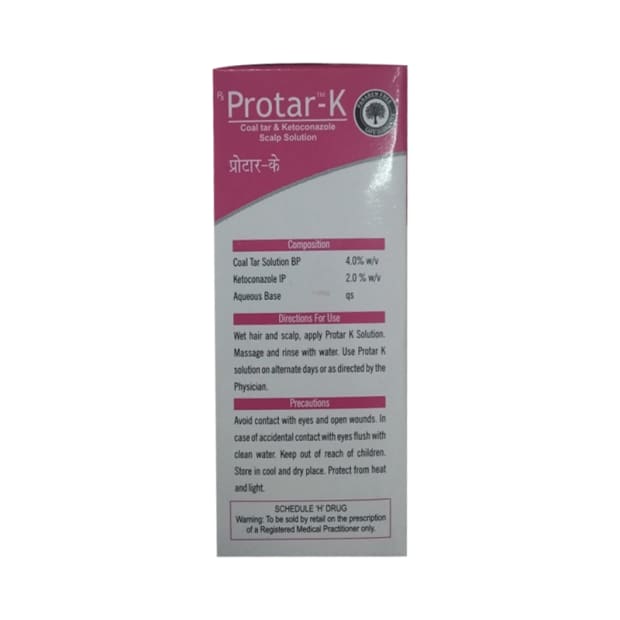 Rx Protar™-K
Coal tar & Ketoconazole
Scalp Solution
PARABEN FREE
प्रोटार-के
Composition
Coal Tar Solution BP 4.0% w/v
Ketoconazole IP 2.0 % w/v
Aqueous Base qs
Directions For Use
Wet hair and scalp, apply Protar K Solution.
Massage and rinse with water. Use Protar K
solution on alternate days or as directed by the
Physician.
Precautions
Avoid contact with eyes and open wounds. In
case of accidental contact with eyes flush with
clean water. Keep out of reach of children.
Store in cool and dry place. Protect from heat
and light.
SCHEDULE 'H' DRUG
Warning: To be sold by retail on the prescription
of a Registered Medical Practitioner only.